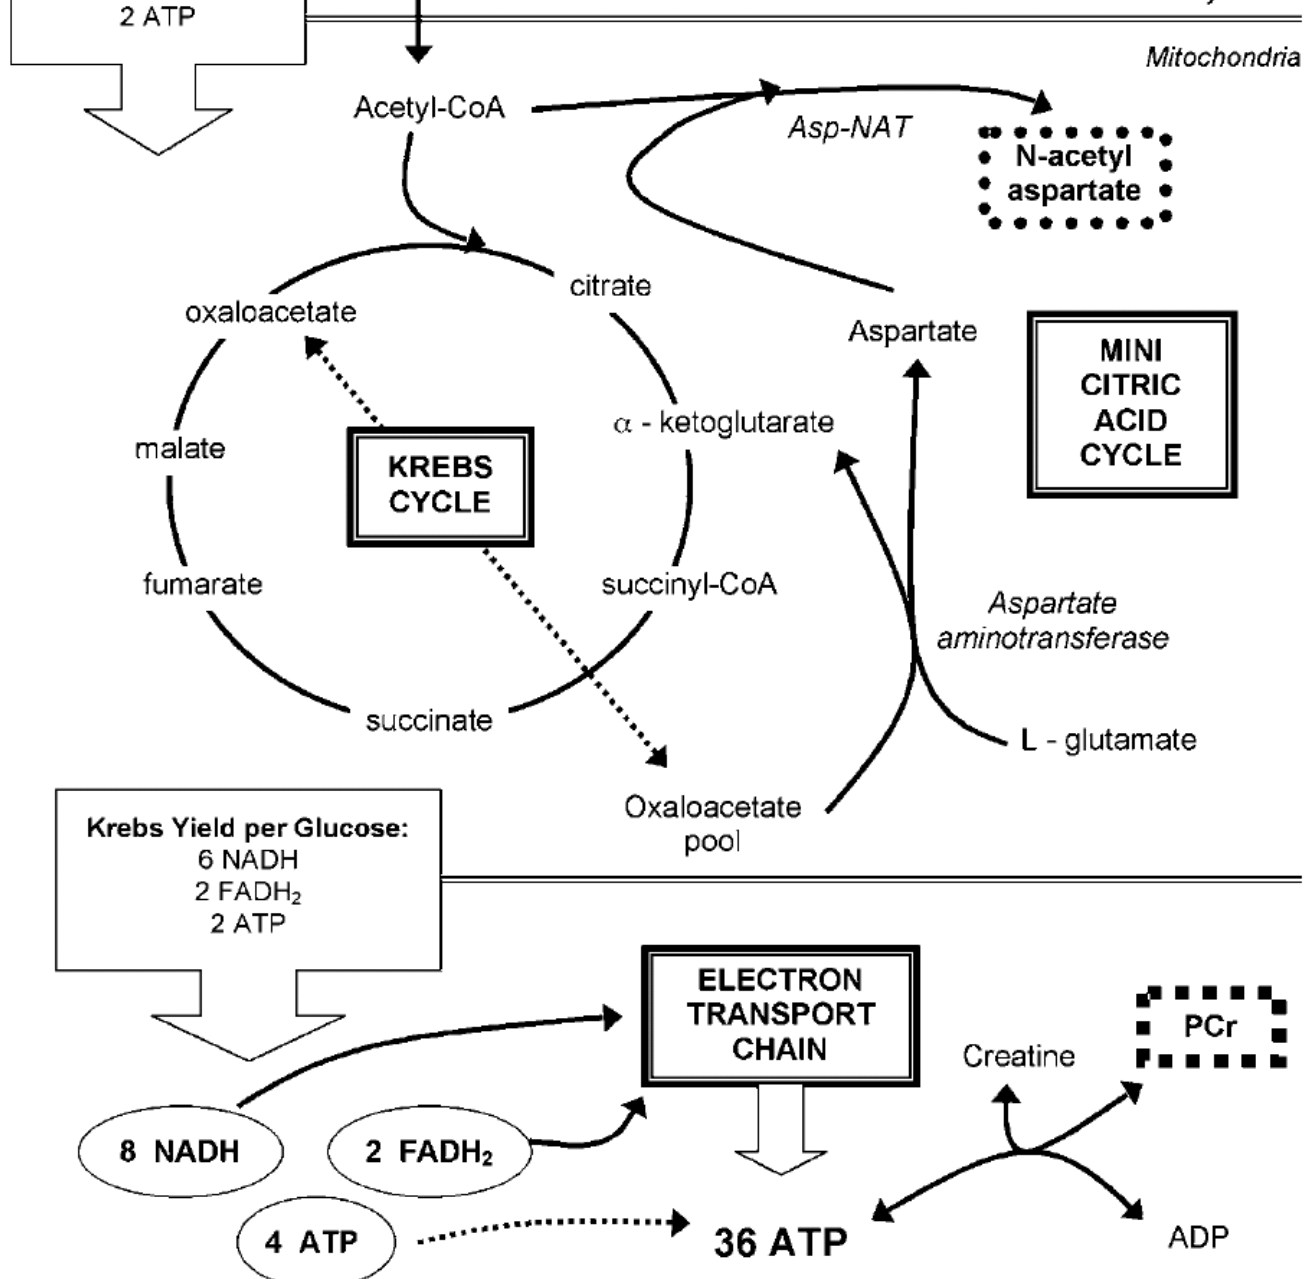 2 ATP
Mitochondria
Acetyl-CoA
Asp-NAT
N-acetyl
aspartate
citrate
oxaloacetate
Aspartate
MINI
CITRIC
ACID
CYCLE
α - ketoglutarate
malate
KREBS
CYCLE
fumarate
succinyl-CoA
Aspartate
aminotransferase
succinate
L - glutamate
Oxaloacetate
pool
Krebs Yield per Glucose:
6 NADH
2 FADH₂
2 ATP
ELECTRON
TRANSPORT
CHAIN
PCr
Creatine
8 NADH
2 FADH₂
4 ATP
36 ATP
ADP